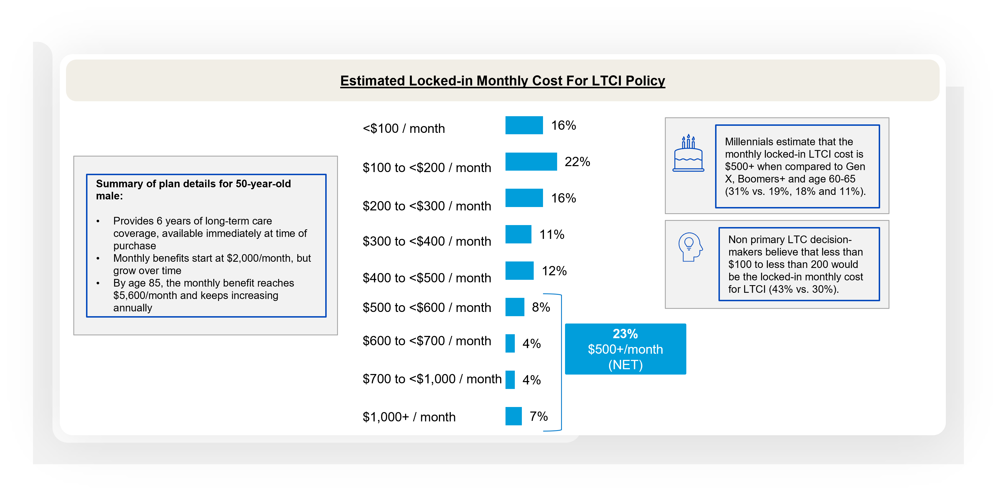 Estimated Locked-in Monthly Cost For LTCI Policy
Summary of plan details for 50-year-old
male:
• Provides 6 years of long-term care
coverage, available immediately at time of
purchase
• Monthly benefits start at $2,000/month, but
grow over time
• By age 85, the monthly benefit reaches
$5,600/month and keeps increasing
annually
<$100 / month 16%
$100 to <$200 / month 22%
$200 to <$300 / month 16%
$300 to <$400 / month 11%
$400 to <$500 / month 12%
$500 to <$600 / month 8%
$600 to <$700 / month 4%
$700 to <$1,000 / month 4%
$1,000+ / month 7%
23%
$500+/month
(NET)
Millennials estimate that the
monthly locked-in LTCI cost is
$500+ when compared to Gen
X, Boomers+ and age 60-65
(31% vs. 19%, 18% and 11%).
Non primary LTC decision-
makers believe that less than
$100 to less than 200 would
be the locked-in monthly cost
for LTCI (43% vs. 30%).